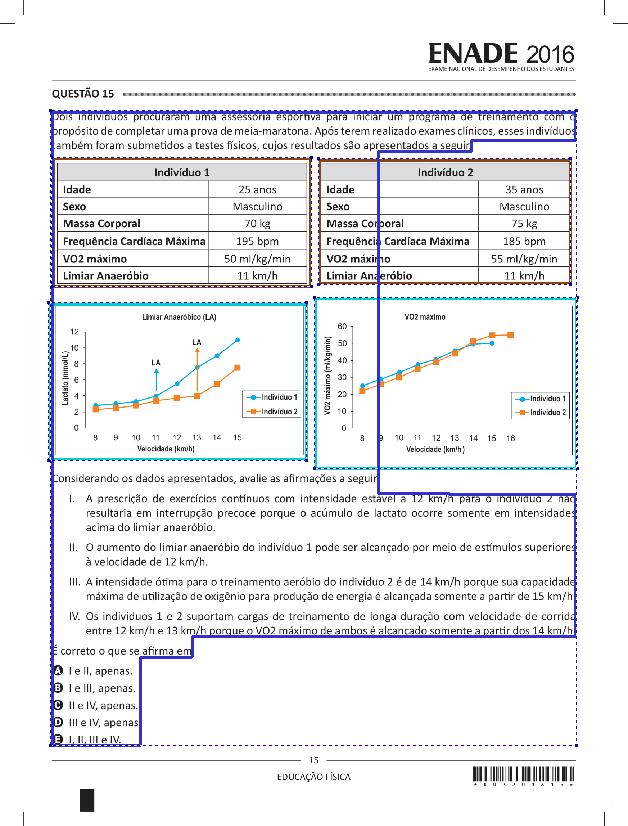 ENADE 2016
EXAME NACIONAL DE DESEMPENHO DOS ESTUDANTES
QUESTÃO 15
Dois indivíduos procuraram uma assessoria esportiva para iniciar um programa de treinamento com o
propósito de completar uma prova de meia-maratona. Após terem realizado exames clínicos, esses indivíduos
também foram submetidos a testes físicos, cujos resultados são apresentados a seguir.
Indivíduo 1
Idade 25 anos
Sexo Masculino
Massa Corporal 70 kg
Frequência Cardíaca Máxima 195 bpm
VO2 máximo 50 ml/kg/min
Limiar Anaeróbio 11 km/h
Indivíduo 2
Idade 35 anos
Sexo Masculino
Massa Corporal 75 kg
Frequência Cardíaca Máxima 185 bpm
VO2 máximo 55 ml/kg/min
Limiar Anaeróbio 11 km/h
Limiar Anaeróbico (LA)
Lactato (mmo/L)
12
10
8
6
4
2
0
LA
LA
Indivíduo 1
Indivíduo 2
8 9 10 11 12 13 14 15
Velocidade (km/h)
VO2 máximo
VO2 máximo (ml/kg/min)
60
50
40
30
20
10
0
Indivíduo 1
Indivíduo 2
8 9 10 11 12 13 14 15 16
Velocidade (km/h)
Considerando os dados apresentados, avalie as afirmações a seguir.
I. A prescrição de exercícios contínuos com intensidade estável a 12 km/h para o indivíduo 2 não
resultaria em interrupção precoce porque o acúmulo de lactato ocorre somente em intensidades
acima do limiar anaeróbio.
II. O aumento do limiar anaeróbio do indivíduo 1 pode ser alcançado por meio de estímulos superiores
à velocidade de 12 km/h.
III. A intensidade ótima para o treinamento aeróbio do indivíduo 2 é de 14 km/h porque sua capacidade
máxima de utilização de oxigênio para produção de energia é alcançada somente a partir de 15 km/h.
IV. Os indivíduos 1 e 2 suportam cargas de treinamento de longa duração com velocidade de corrida
entre 12 km/h e 13 km/h porque o VO2 máximo de ambos é alcançado somente a partir dos 14 km/h.
É correto o que se afirma em
A I e II, apenas.
B I e III, apenas.
C II e IV, apenas.
D III e IV, apenas.
E I, II, III e IV.
15
EDUCAÇÃO FÍSICA